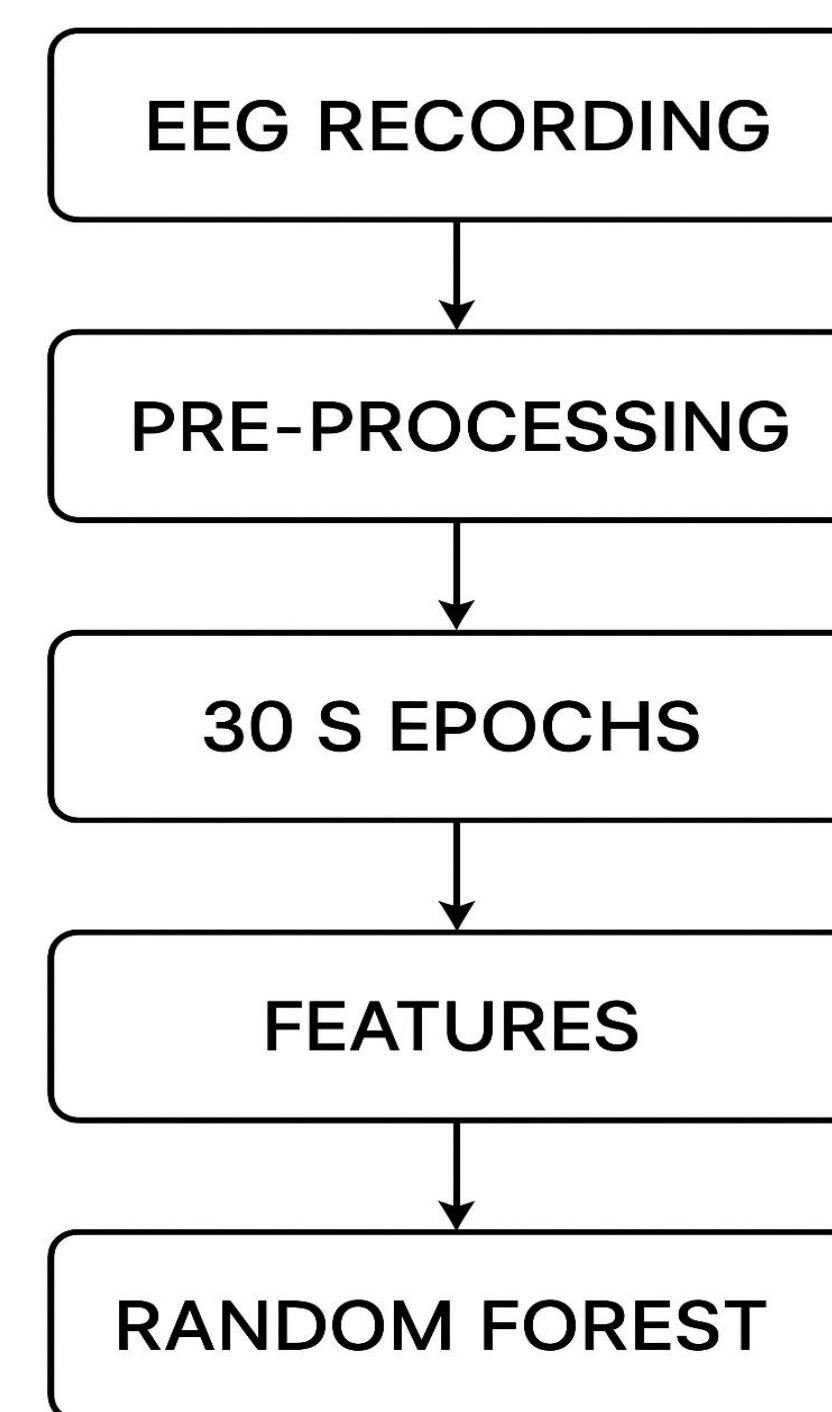 EEG RECORDING
PRE-PROCESSING
30 S EPOCHS
FEATURES
RANDOM FOREST